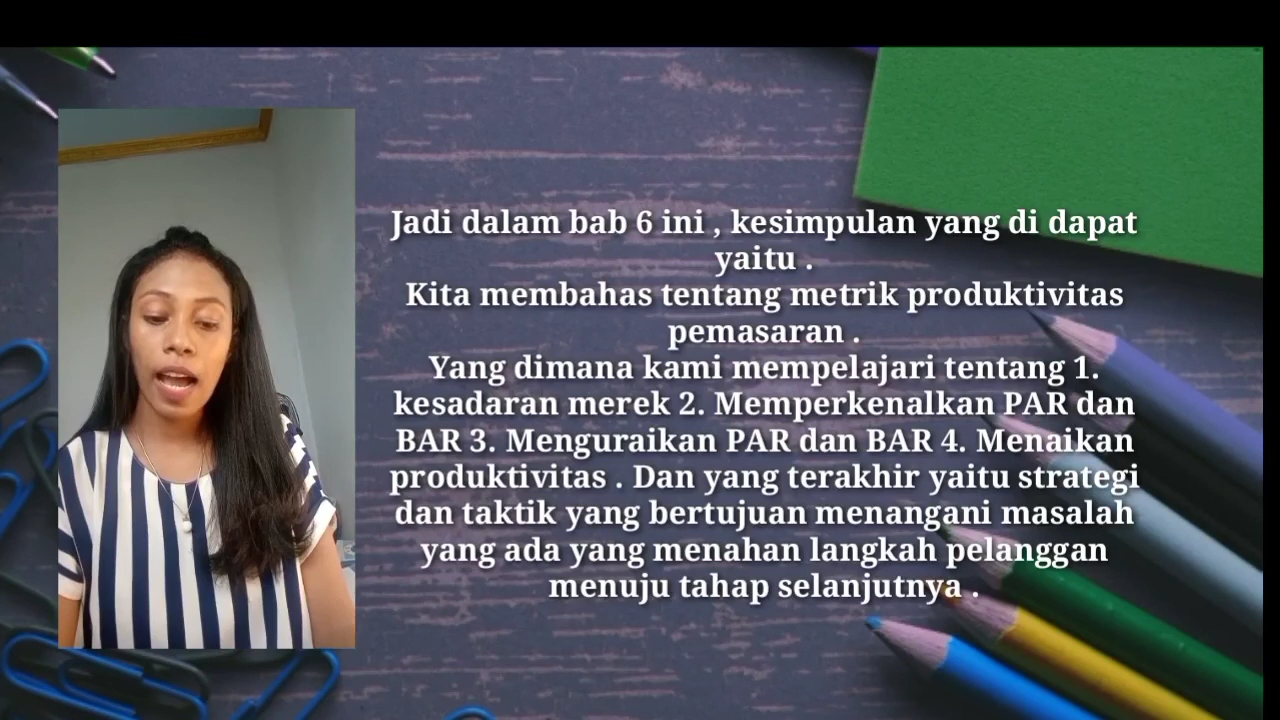 Jadi dalam bab 6 ini , kesimpulan yang di dapat
yaitu .
Kita membahas tentang metrik produktivitas
pemasaran .
Yang dimana kami mempelajari tentang 1.
kesadaran merek 2. Memperkenalkan PAR dan
BAR 3. Menguraikan PAR dan BAR 4. Menaikan
produktivitas . Dan yang terakhir yaitu strategi
dan taktik yang bertujuan menangani masalah
yang ada yang menahan langkah pelanggan
menuju tahap selanjutnya .